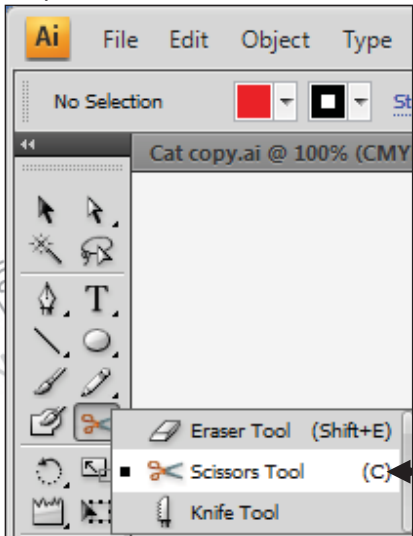 Ai File Edit Object Type
No Selection St
Cat copy.ai @ 100% (CMY
T
Eraser Tool (Shift+E)
Scissors Tool (C)
Knife Tool